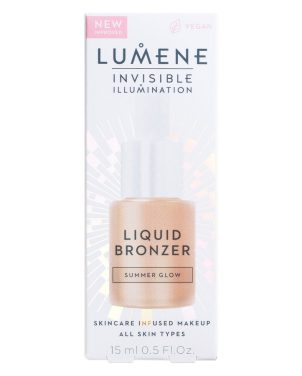 NEW
IMPROVED
VEGAN
LUMENE
INVISIBLE
ILLUMINATION
LIQUID
BRONZER
SUMMER GLOW
SKINCARE INFUSED MAKEUP
ALL SKIN TYPES
15 ml 0.5 Fl.Oz.